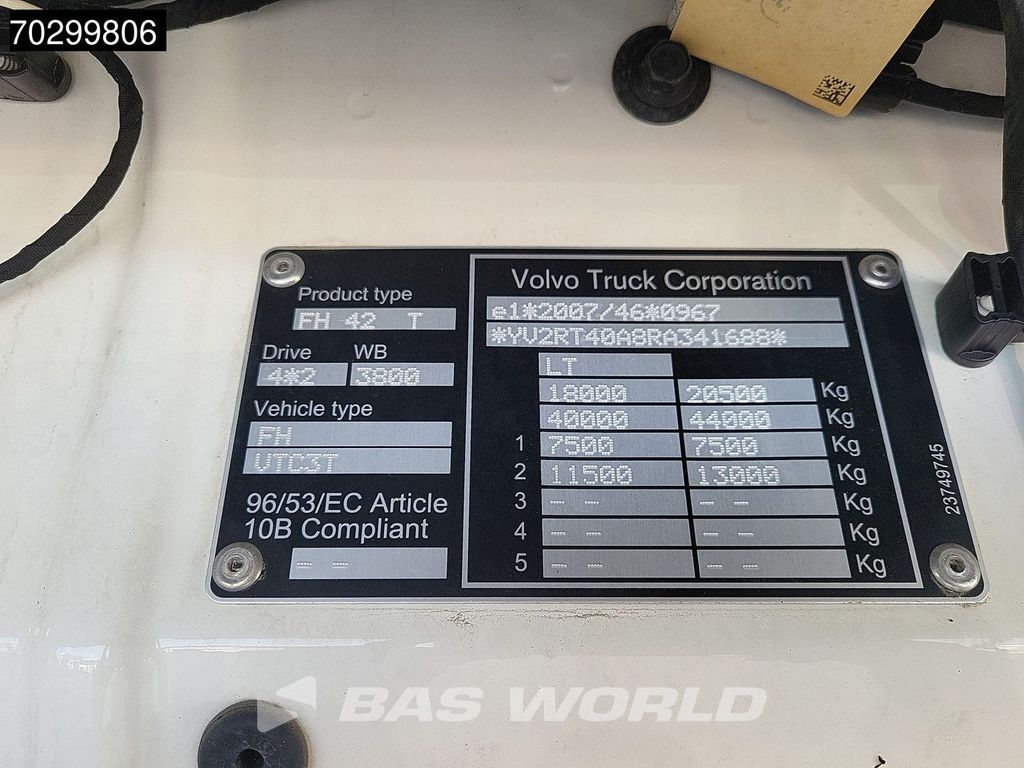 70299806
Volvo Truck Corporation
Product type
FH 42 T
e1*2007/46*0967
*YV2RT40A8RA341688*
Drive WB
4*2 3800
LT
18000 20500 Kg
Vehicle type
40000 44000 Kg
FH
1 7500 7500 Kg
VTC3T
2 11500 13000 Kg
96/53/EC Article
10B Compliant
-- --
3 -- -- -- -- Kg
4 -- -- -- -- Kg
5 -- -- -- -- Kg
23749745
BAS WORLD